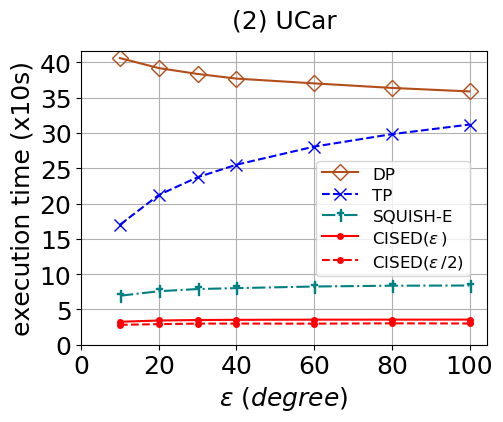 (2) UCar
execution time (x10s)
40
35
30
25
20
15
10
5
0
DP
TP
SQUISH-E
CISED(ε )
CISED(ε /2)
0 20 40 60 80 100
ε (degree)